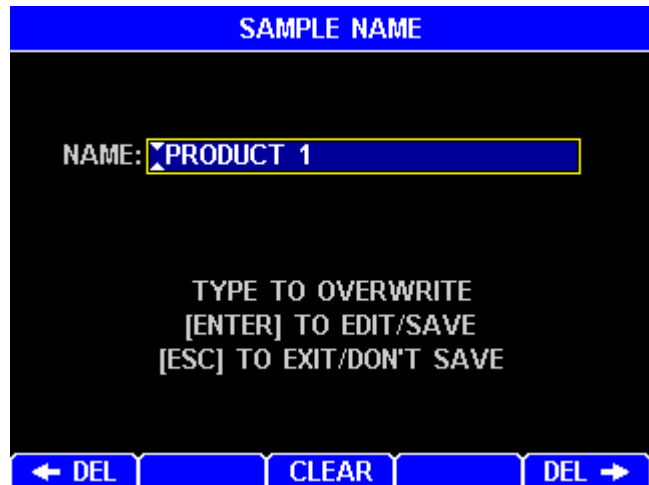 SAMPLE NAME
NAME: PRODUCT 1
TYPE TO OVERWRITE
[ENTER] TO EDIT/SAVE
[ESC] TO EXIT/DON'T SAVE
← DEL CLEAR DEL →